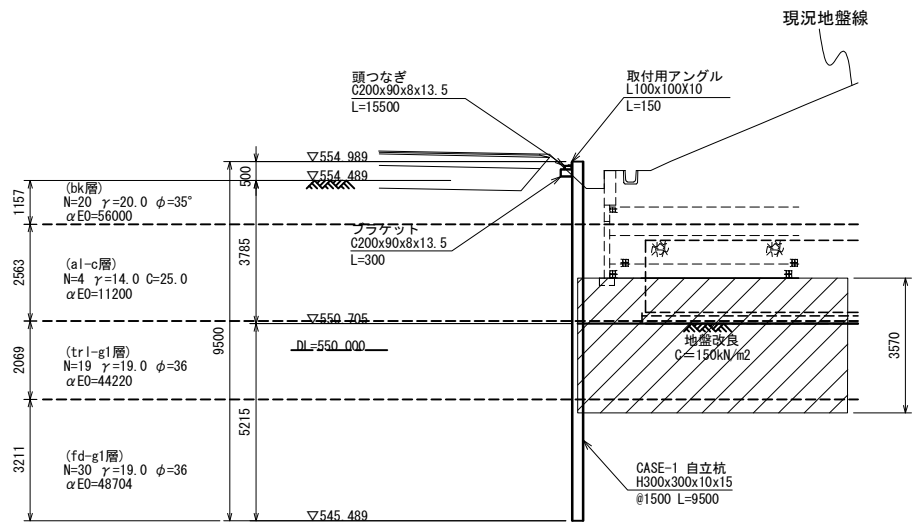 現況地盤線
頭つなぎ
C200x90x8x13.5
L=15500
取付用アングル
L100x100X10
L=150
▽554.989
500
▽554.489
1157
(bk層)
N=20 γ=20.0 φ=35°
αE0=56000
ブラケット
C200x90x8x13.5
L=300
3785
2563
(al-c層)
N=4 γ=14.0 C=25.0
αE0=11200
9500
▽550.705
DL=550.000
地盤改良
C=150kN/m2
3570
2069
(trl-g1層)
N=19 γ=19.0 φ=36
αE0=44220
5215
3211
(fd-g1層)
N=30 γ=19.0 φ=36
αE0=48704
CASE-1 自立杭
H300x300x10x15
@1500 L=9500
▽545.489